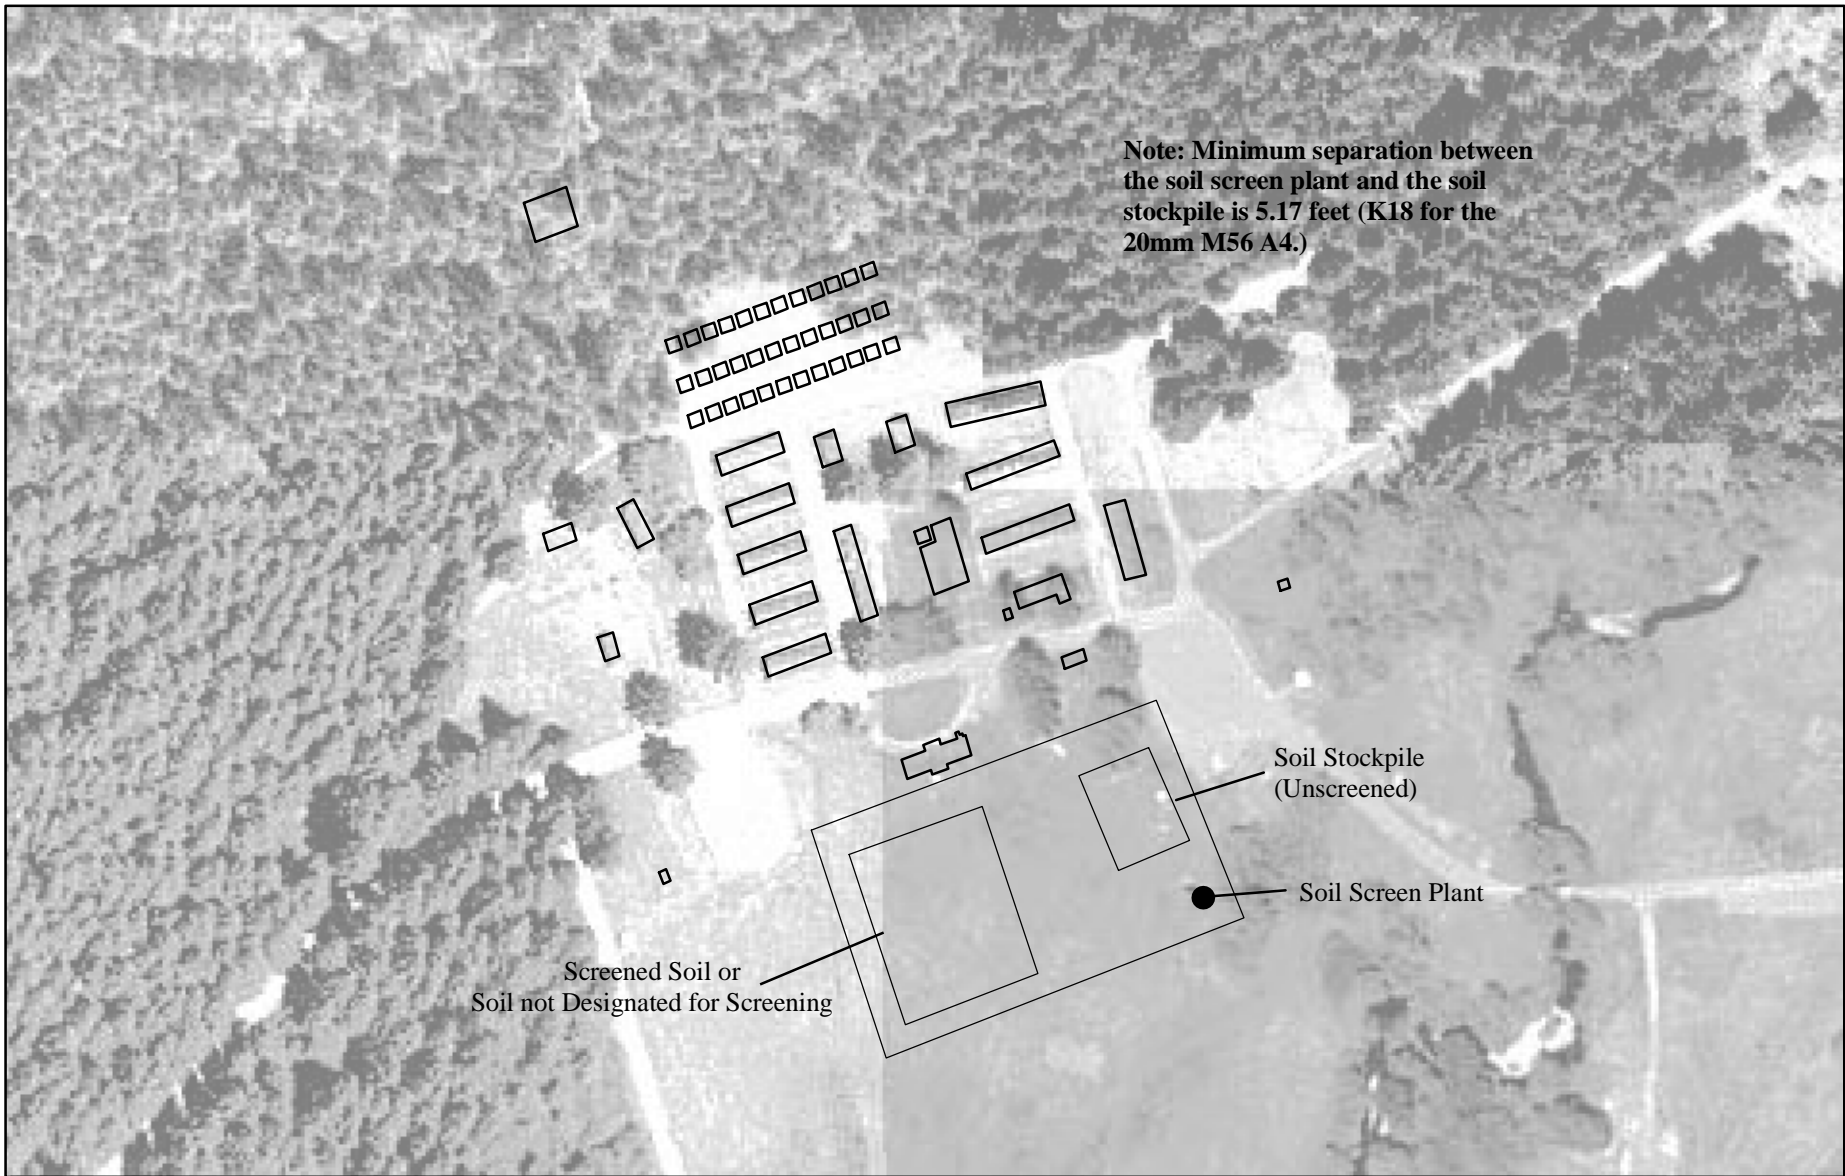 Note: Minimum separation between
the soil screen plant and the soil
stockpile is 5.17 feet (K18 for the
20mm M56 A4.)
Soil Stockpile
(Unscreened)
Soil Screen Plant
Screened Soil or
Soil not Designated for Screening